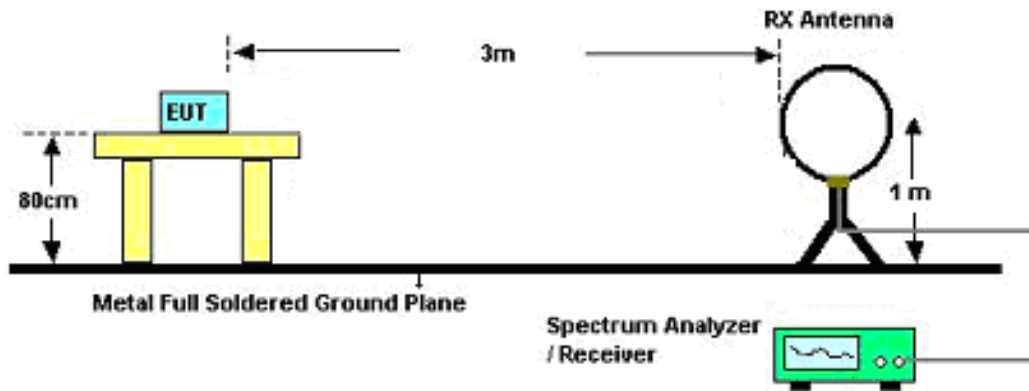 RX Antenna
3m
EUT
80cm
1 m
Metal Full Soldered Ground Plane
Spectrum Analyzer
/ Receiver